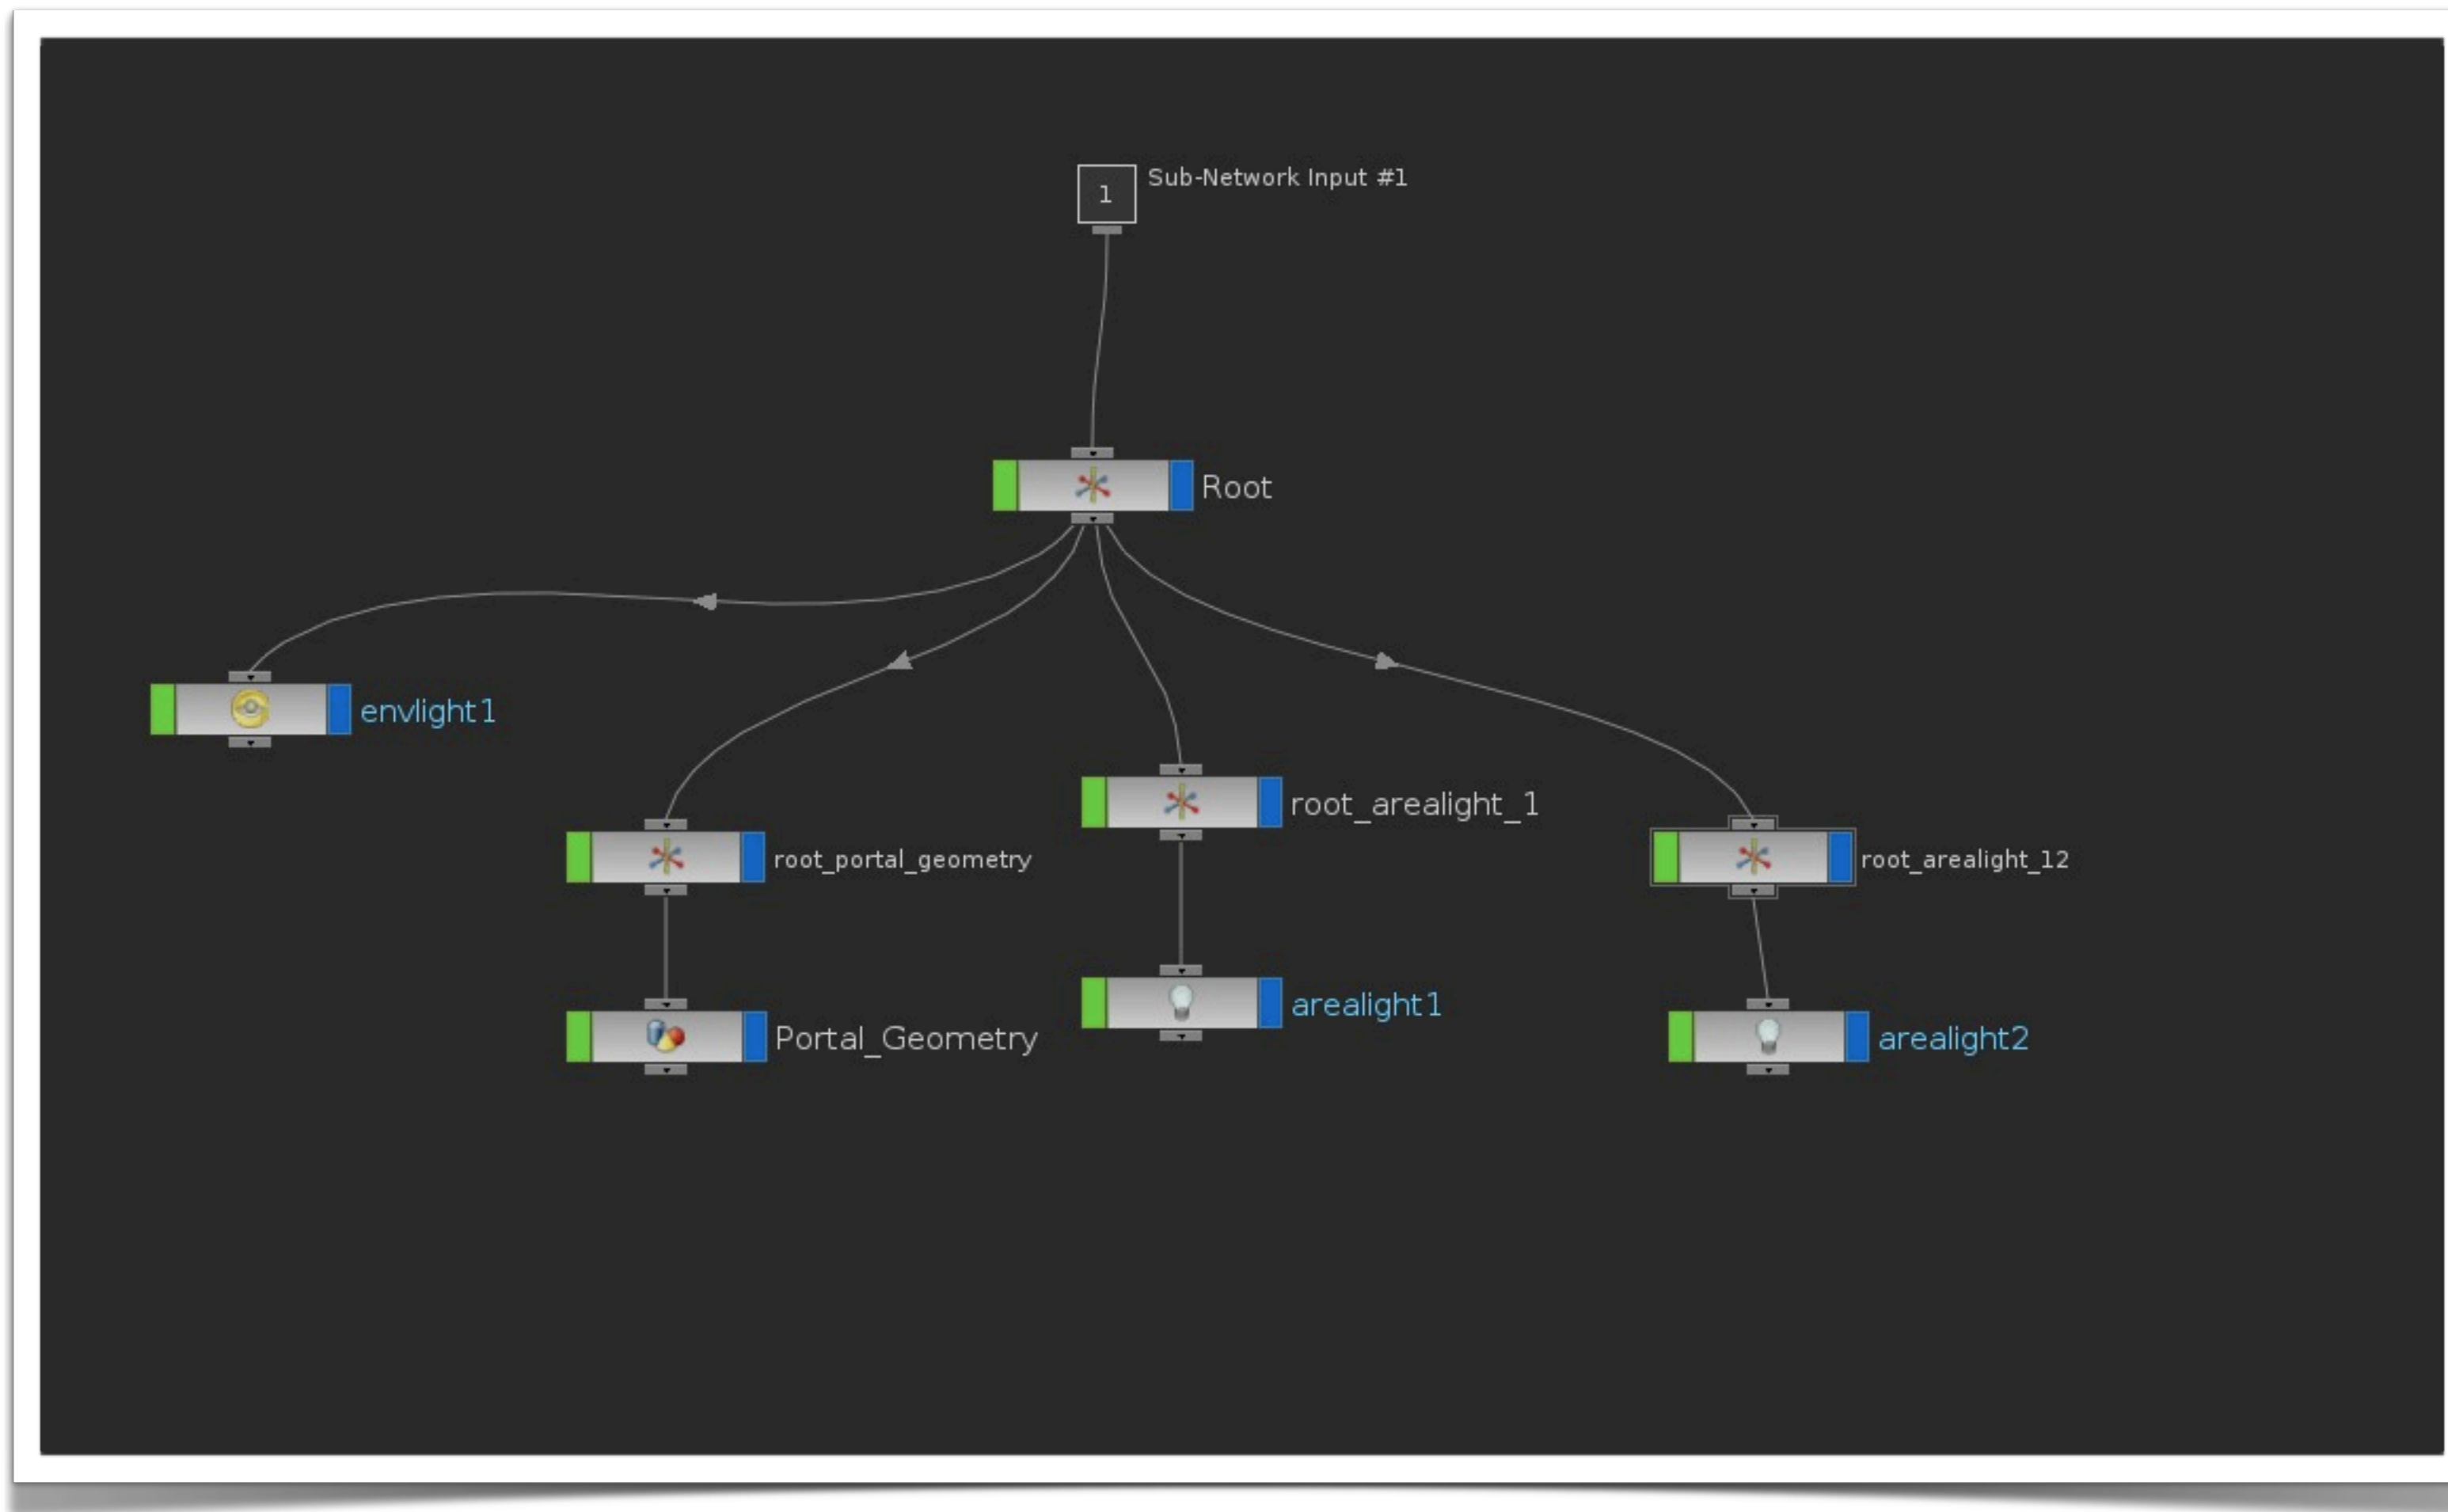 1
Sub-Network Input #1
Root
envlight1
root_arealight_1
root_portal_geometry
root_arealight_12
arealight1
Portal_Geometry
arealight2